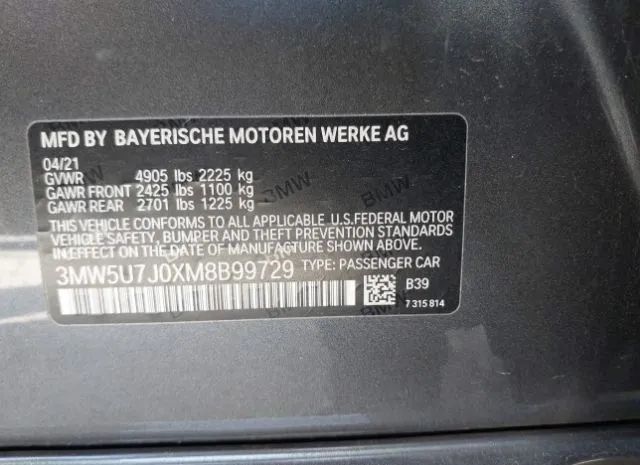 MFD BY BAYERISCHE MOTOREN WERKE AG
04/21
GVWR 4905 lbs 2225 kg
GAWR FRONT 2425 lbs 1100 kg
GAWR REAR 2701 lbs 1225 kg
THIS VEHICLE CONFORMS TO ALL APPLICABLE U.S.FEDERAL MOTOR
VEHICLE SAFETY, BUMPER AND THEFT PREVENTION STANDARDS
IN EFFECT ON THE DATE OF MANUFACTURE SHOWN ABOVE.
3MW5U7J0XM8B99729 TYPE: PASSENGER CAR
B39
7 315 814
BMW
BMW